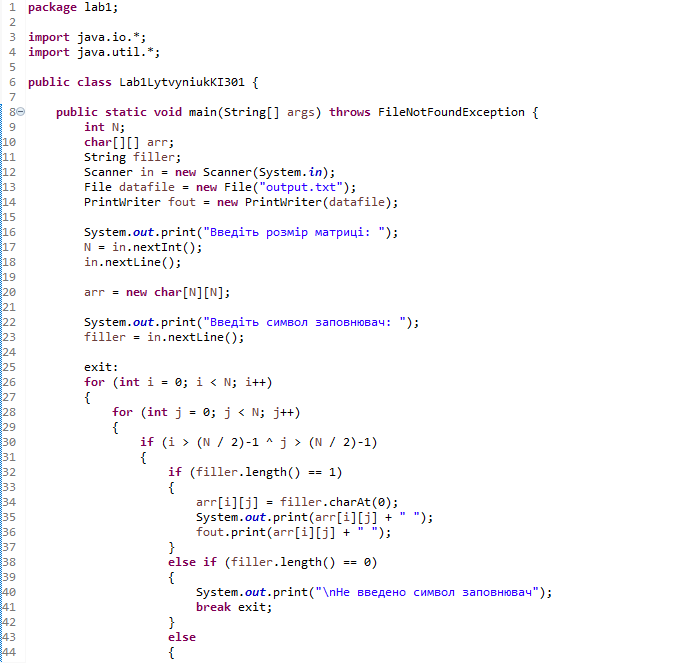 1 package lab1;
2
3 import java.io.*;
4 import java.util.*;
5
6 public class Lab1LytvyniukKI301 {
7
8 public static void main(String[] args) throws FileNotFoundException {
9 int N;
10 char[][] arr;
11 String filler;
12 Scanner in = new Scanner(System.in);
13 File datafile = new File("output.txt");
14 PrintWriter fout = new PrintWriter(datafile);
15
16 System.out.print("Введіть розмір матриці: ");
17 N = in.nextInt();
18 in.nextLine();
19
20 arr = new char[N][N];
21
22 System.out.print("Введіть символ заповнювач: ");
23 filler = in.nextLine();
24
25 exit:
26 for (int i = 0; i < N; i++)
27 {
28 for (int j = 0; j < N; j++)
29 {
30 if (i > (N / 2)-1 ^ j > (N / 2)-1)
31 {
32 if (filler.length() == 1)
33 {
34 arr[i][j] = filler.charAt(0);
35 System.out.print(arr[i][j] + " ");
36 fout.print(arr[i][j] + " ");
37 }
38 else if (filler.length() == 0)
39 {
40 System.out.print("\nНе введено символ заповнювач");
41 break exit;
42 }
43 else
44 {